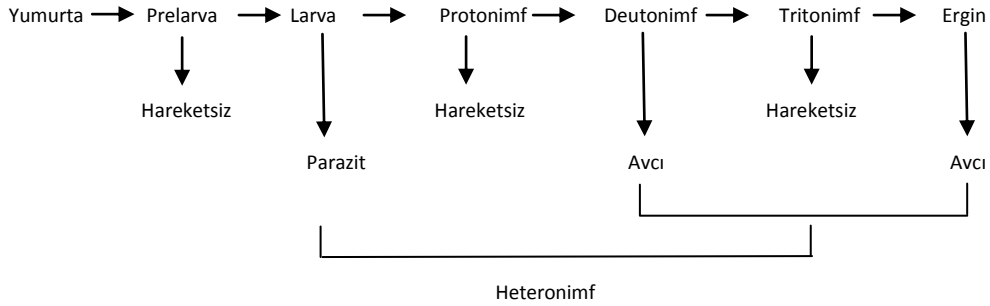 Yumurta Prelarva Larva Protonimf Deutonimf Tritonimf Ergin
Hareketsiz Hareketsiz Hareketsiz
Parazit Avcı Avcı
Heteronimf